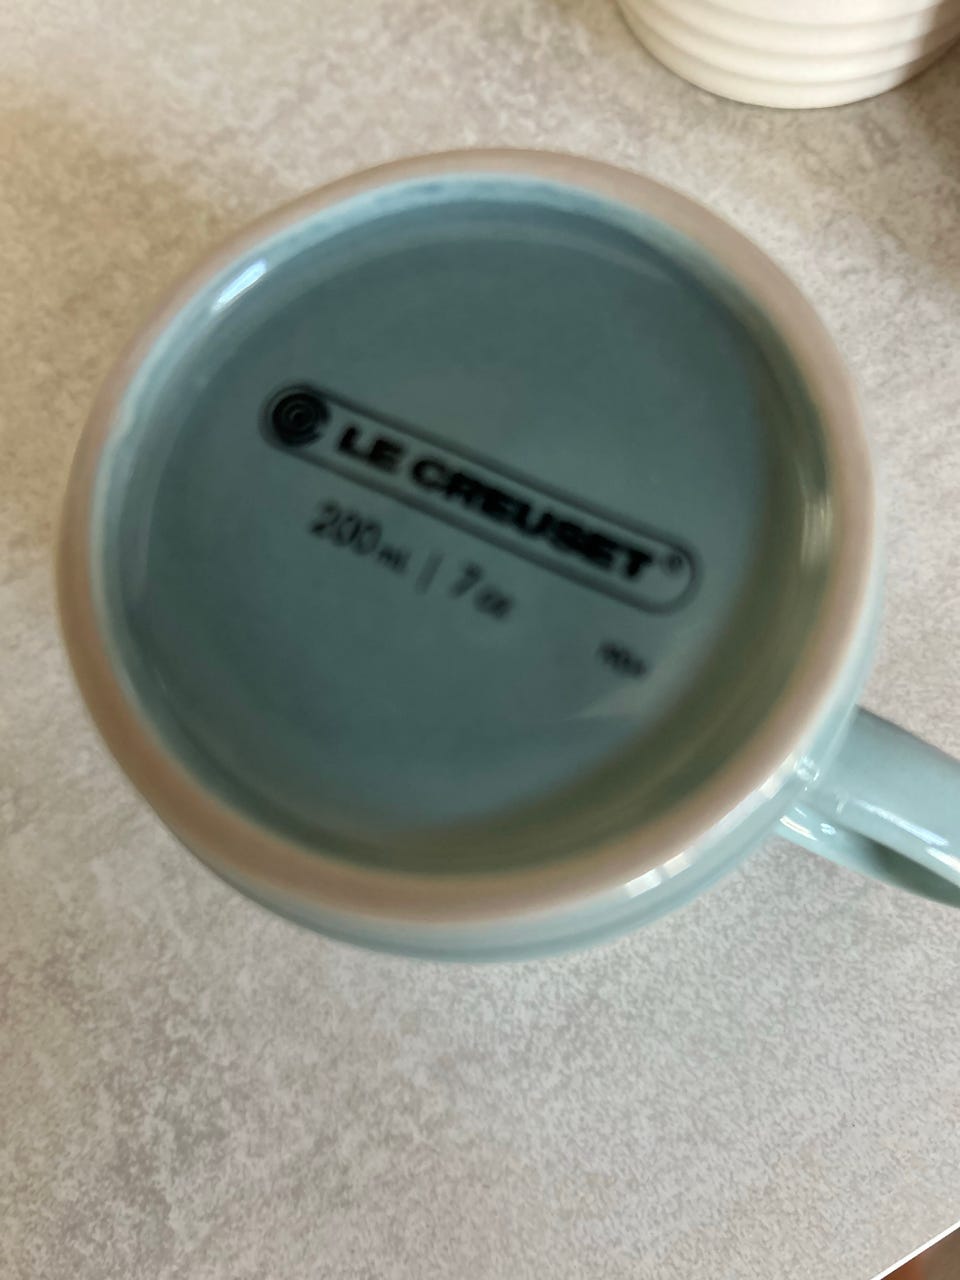 LE CREUSET®
200 ml | 7 oz